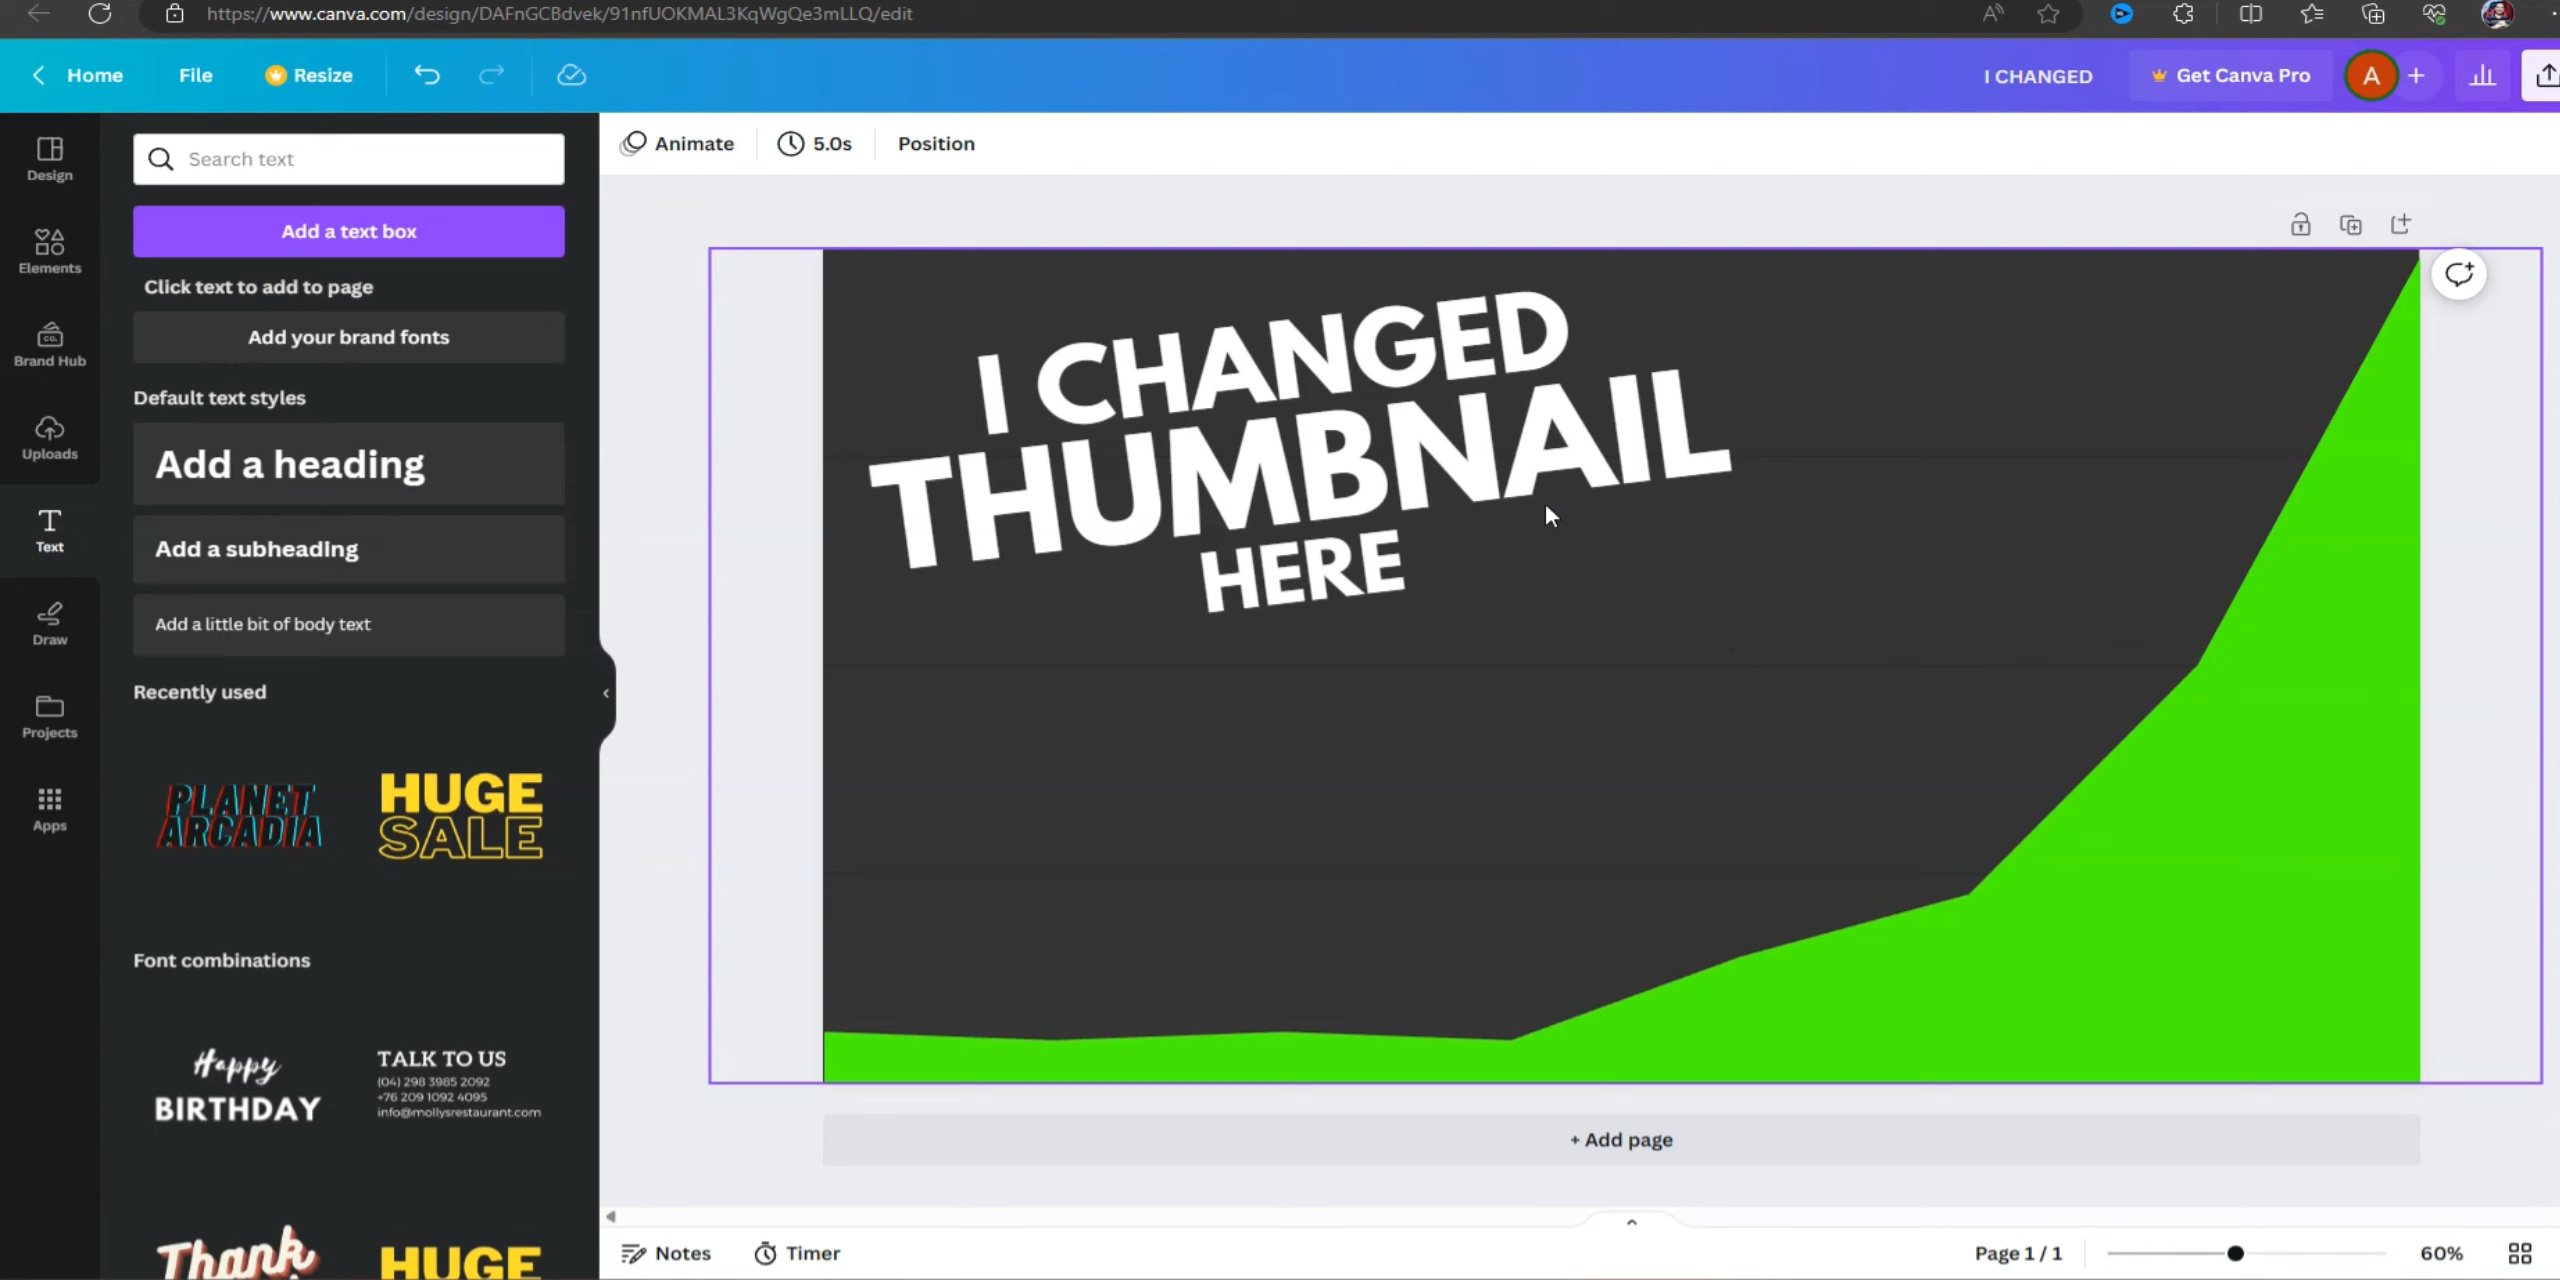 https://www.canva.com/design/DAFnGCBdvek/91nfUOKMAL3KqWgQe3mLLQ/edit
Home
File
Resize
I CHANGED
Get Canva Pro
A
+
Design
Elements
Brand Hub
Uploads
Text
Draw
Projects
Apps
Search text
Add a text box
Click text to add to page
Add your brand fonts
Default text styles
Add a heading
Add a subheading
Add a little bit of body text
Recently used
PLANET
ARCADIA
HUGE
SALE
Font combinations
Happy
BIRTHDAY
TALK TO US
(04) 298 3985 2092
+76 209 1092 4095
info@mollysrestaurant.com
Thank
HUGE
Animate
5.0s
Position
I CHANGED
THUMBNAIL
HERE
+ Add page
Notes
Timer
Page 1 / 1
60%